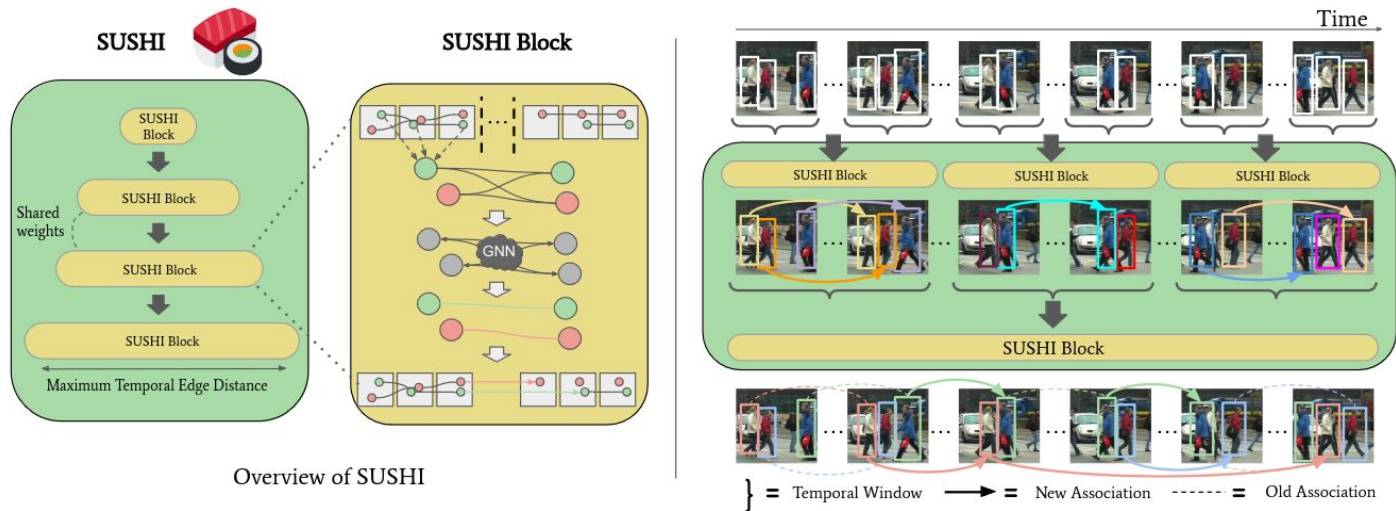 SUSHI
SUSHI
Block
SUSHI Block
Shared
weights
SUSHI Block
SUSHI Block
Maximum Temporal Edge Distance
SUSHI Block
...
GNN
Overview of SUSHI
Time
... ... ... ... ...
SUSHI Block
SUSHI Block
SUSHI Block
... ... ... ... ...
SUSHI Block
... ... ... ... ...
} = Temporal Window = New Association = Old Association